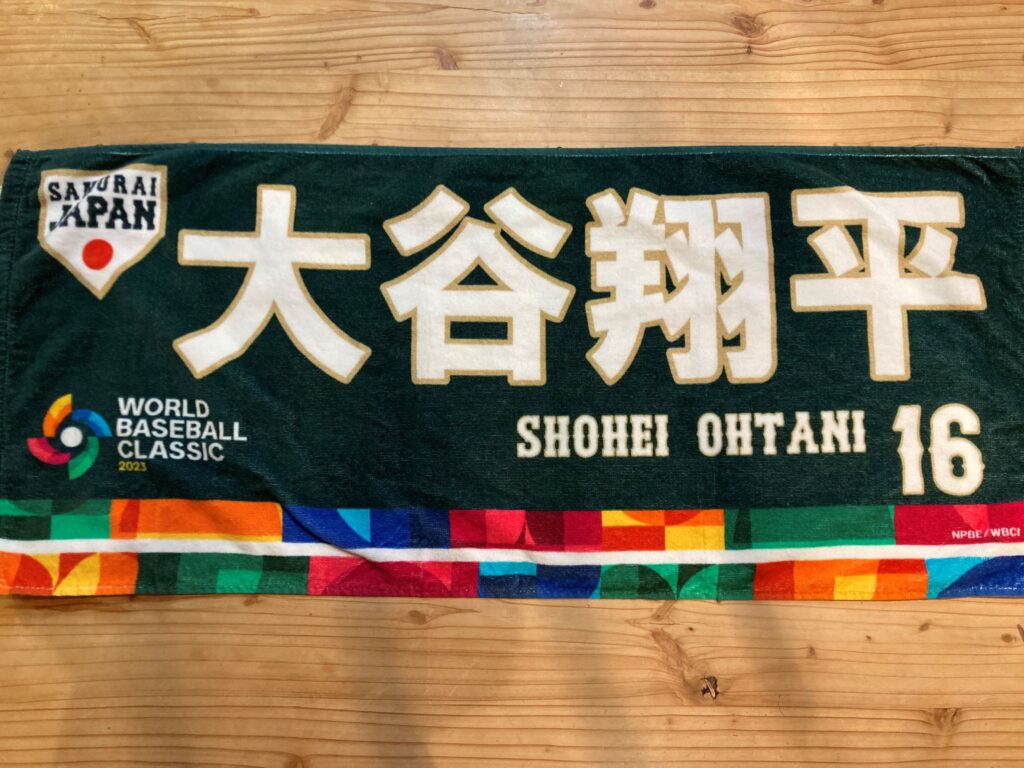 SAMURAI
JAPAN
大谷翔平
WORLD
BASEBALL
CLASSIC
2023
SHOHEI OHTANI 16
NPBE/WBCI